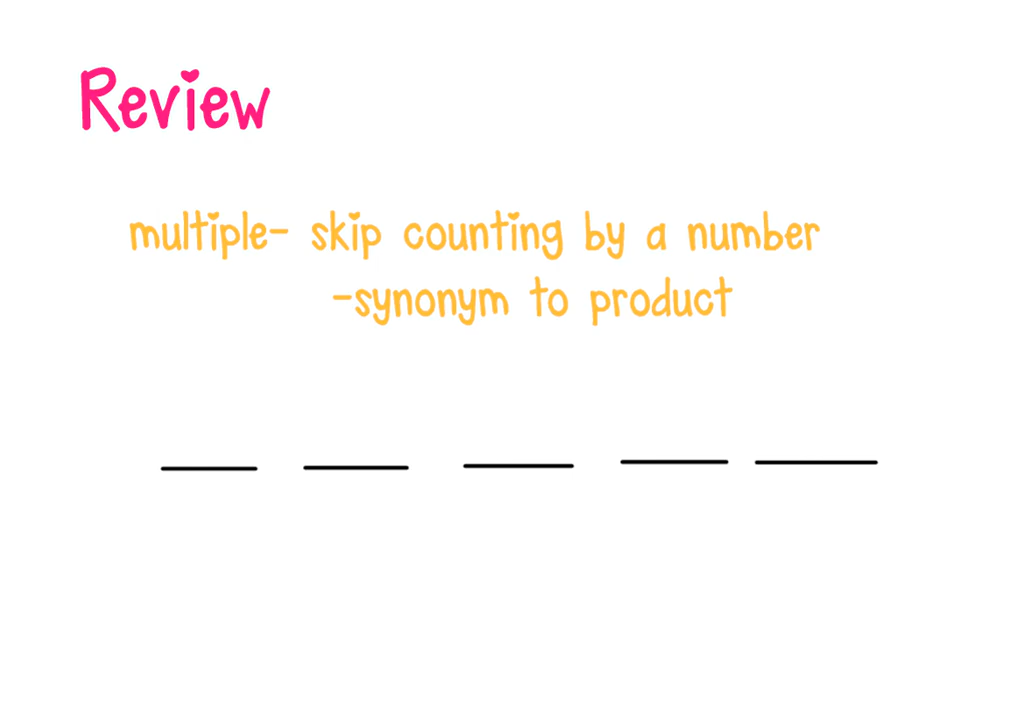 Review
multiple- skip counting by a number
-synonym to product